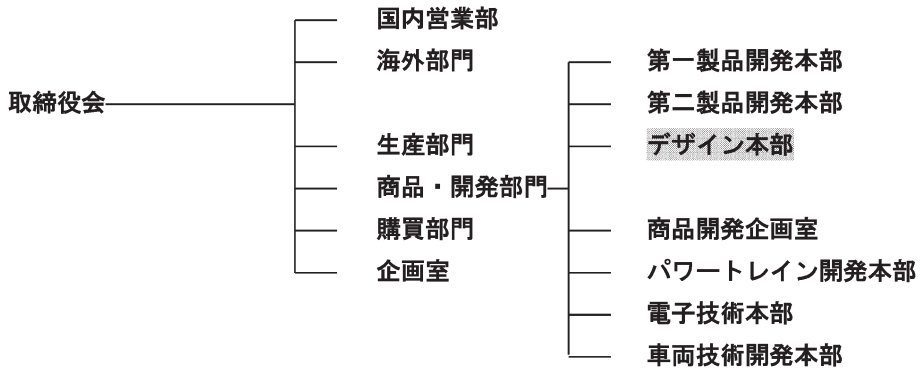 取締役会
国内営業部
海外部門
生産部門
商品・開発部門
購買部門
企画室
第一製品開発本部
第二製品開発本部
デザイン本部
商品開発企画室
パワートレイン開発本部
電子技術本部
車両技術開発本部